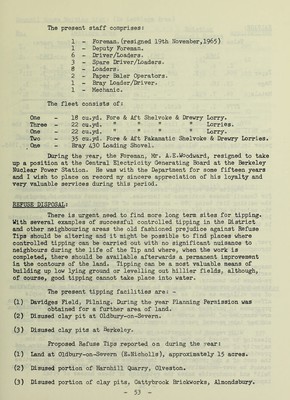 The present staff comprises:
1 - Foreman.(resigned 19th November,1965)
1 - Deputy Foreman.
6 - Driver/Loaders.
3 - Spare Driver/Loaders.
8 - Loaders.
2 - Paper Baler Operators.
1 - Bray Loader/Driver.
1 - Mechanic.
The fleet consists of:
One - 18 cu.yd. Fore & Aft Shelvoke & Drewry Lorry.
Three - 22 cu.yd. " " " " " Lorries.
One - 22 cu.yd. " " " " " Lorry.
Two - 35 cu.yd. Fore & Aft Pakamatic Shelvoke & Drewry Lorries.
One - Bray 430 Loading Shovel.
During the year, the Foreman, Mr. A.E.Woodward, resigned to take
up a position at the Central Electricity Generating Board at the Berkeley
Nuclear Power Station. He was with the Department for some fifteen years
and I wish to place on record my sincere appreciation of his loyalty and
very valuable services during this period.
REFUSE DISPOSAL:
There is urgent need to find more long term sites for tipping.
With several examples of successful controlled tipping in the District
and other neighbouring areas the old fashioned prejudice against Refuse
Tips should be altering and it might be possible to find places where
controlled tipping can be carried out with no significant nuisance to
neighbours during the life of the Tip and where, when the work is
completed, there should be available afterwards a permanent improvement
in the contours of the land. Tipping can be a most valuable means of
building up low lying ground or levelling out hillier fields, although,
of course, good tipping cannot take place into water.
The present tipping facilities are: -
(1) Davidges Field, Pilning. During the year Planning Permission was
obtained for a further area of land.
(2) Disused clay pit at Oldbury-on-Severn.
(3) Disused clay pits at Berkeley.
Proposed Refuse Tips reported on during the year:
(1) Land at Oldbury-on-Severn (E.Nicholls), approximately 15 acres.
(2) Disused portion of Harnhill Quarry, Olveston.
(3) Disused portion of clay pits, Cattybrook Brickworks, Almondsbury.
- 53 -